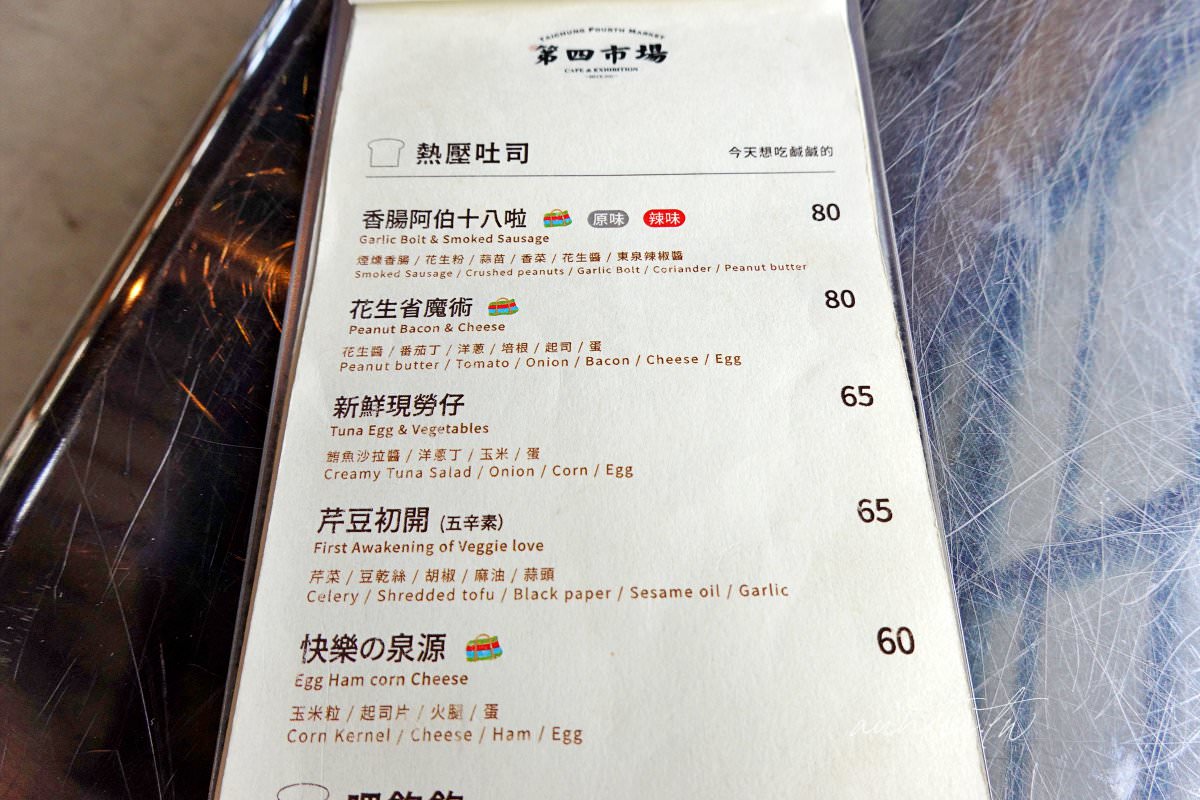 TAICHUNG FOURTH MARKET
第四市場
CAFE & EXHIBITION
熱壓吐司 今天想吃鹹鹹的
香腸阿伯十八啦 原味 辣味 80
Garlic Bolt & Smoked Sausage
煙燻香腸 / 花生粉 / 蒜苗 / 香菜 / 花生醬 / 東泉辣椒醬
Smoked Sausage / Crushed peanuts / Garlic Bolt / Coriander / Peanut butter
花生省魔術 80
Peanut Bacon & Cheese
花生醬 / 番茄丁 / 洋蔥 / 培根 / 起司 / 蛋
Peanut butter / Tomato / Onion / Bacon / Cheese / Egg
新鮮現勞仔 65
Tuna Egg & Vegetables
鮪魚沙拉醬 / 洋蔥丁 / 玉米 / 蛋
Creamy Tuna Salad / Onion / Corn / Egg
芹豆初開 (五辛素) 65
First Awakening of Veggie love
芹菜 / 豆乾絲 / 胡椒 / 麻油 / 蒜頭
Celery / Shredded tofu / Black paper / Sesame oil / Garlic
快樂の泉源 60
Egg Ham corn Cheese
玉米粒 / 起司片 / 火腿 / 蛋
Corn Kernel / Cheese / Ham / Egg